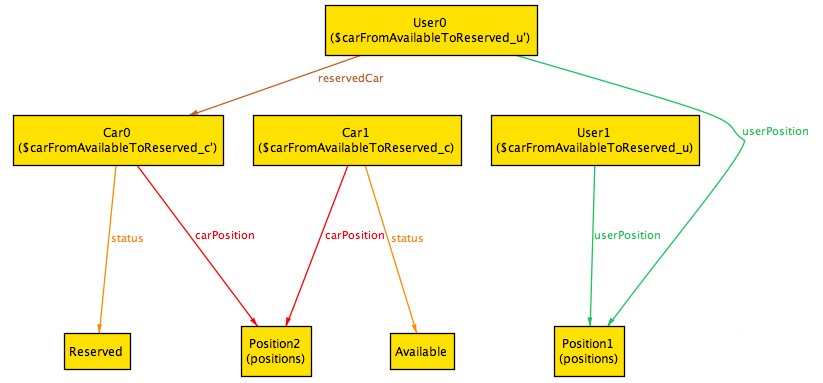 User0
($carFromAvailableToReserved_u')
reservedCar
Car0
($carFromAvailableToReserved_c')
Car1
($carFromAvailableToReserved_c)
User1
($carFromAvailableToReserved_u)
userPosition
status
carPosition
carPosition
status
userPosition
Reserved
Position2
(positions)
Available
Position1
(positions)